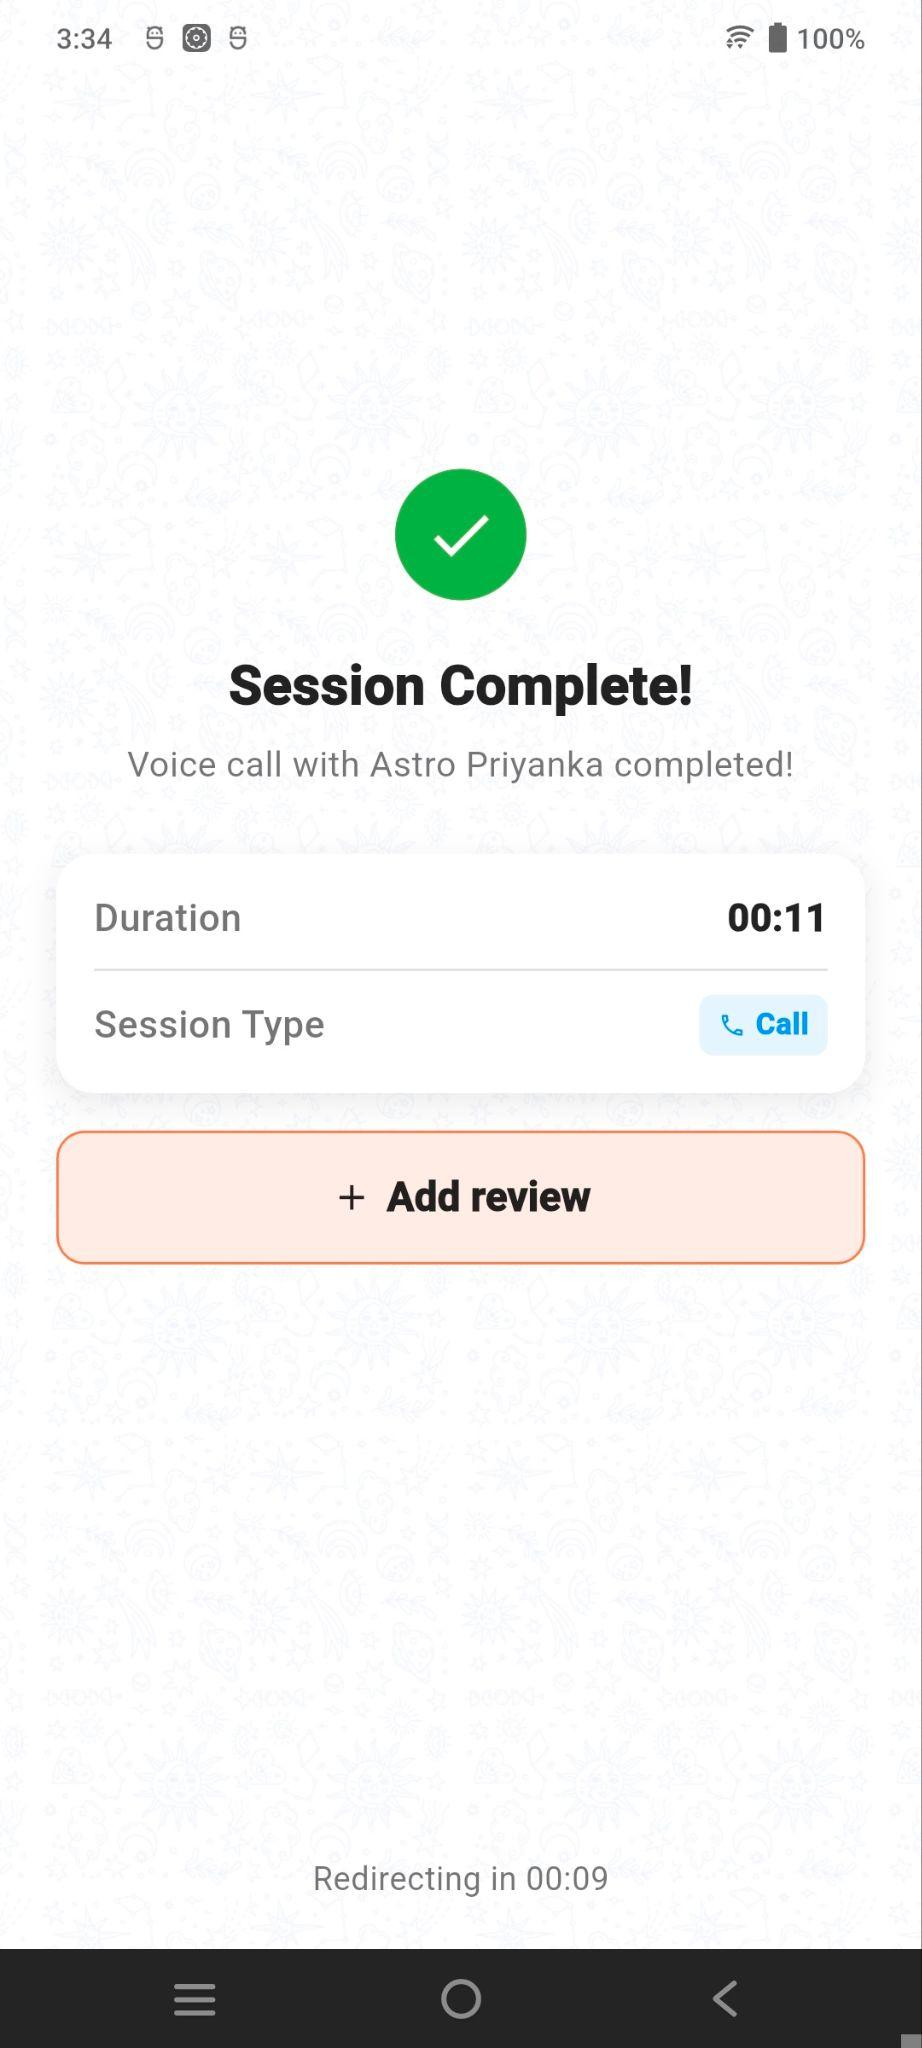 3:34
100%
Session Complete!
Voice call with Astro Priyanka completed!
Duration 00:11
Session Type Call
+ Add review
Redirecting in 00:09